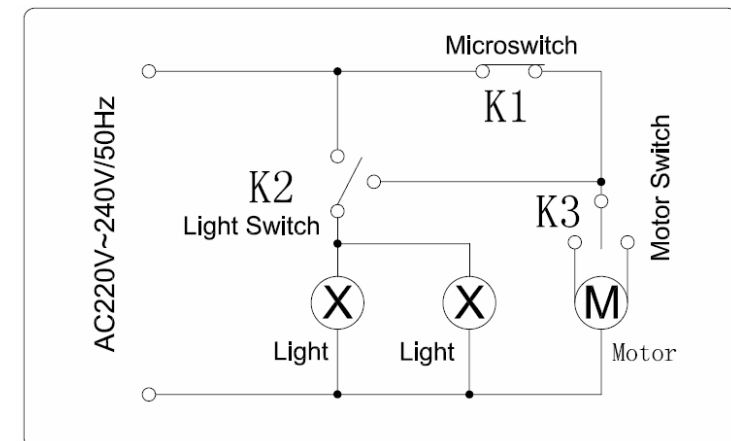 Microswitch
K1
AC220V~240V/50Hz
K2
Light Switch
K3
Motor Switch
X
X
M
Light
Light
Motor